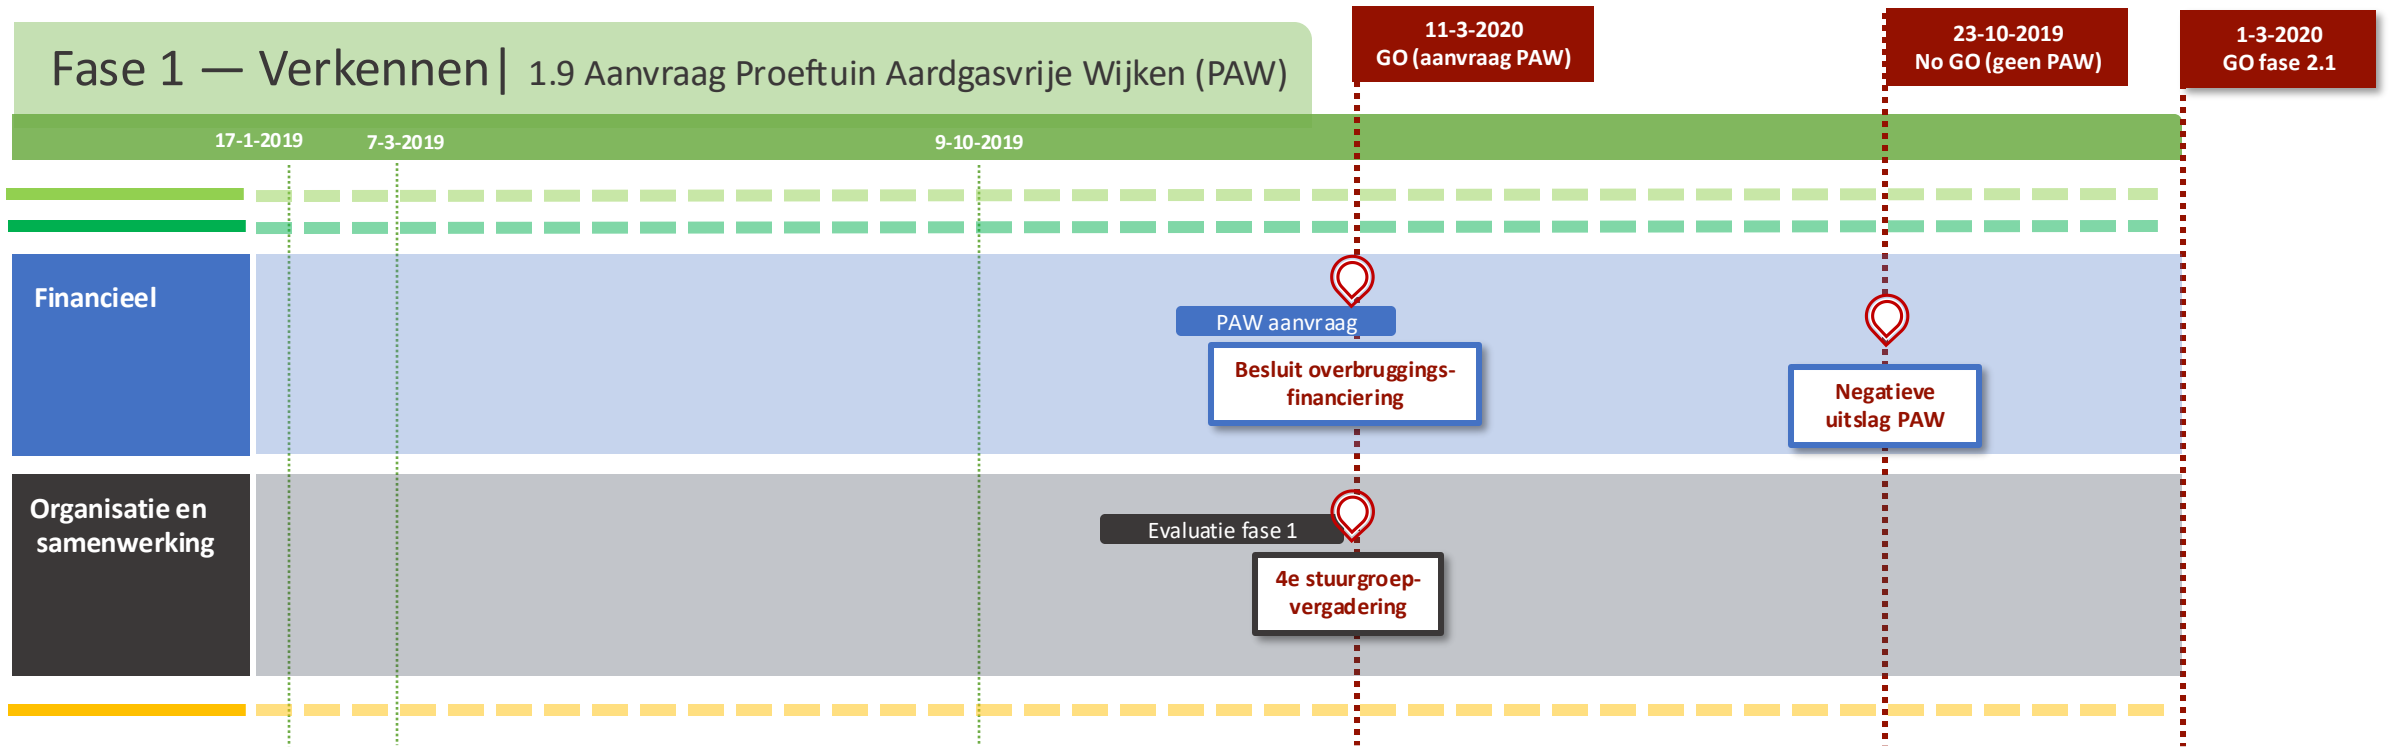 Fase 1 — Verkennen| 1.9 Aanvraag Proeftuin Aardgasvrije Wijken (PAW)
11-3-2020
GO (aanvraag PAW)
23-10-2019
No GO (geen PAW)
1-3-2020
GO fase 2.1
17-1-2019
7-3-2019
9-10-2019
Financieel
PAW aanvraag
Besluit overbruggings-
financiering
Negatieve
uitslag PAW
Organisatie en
samenwerking
Evaluatie fase 1
4e stuurgroep-
vergadering